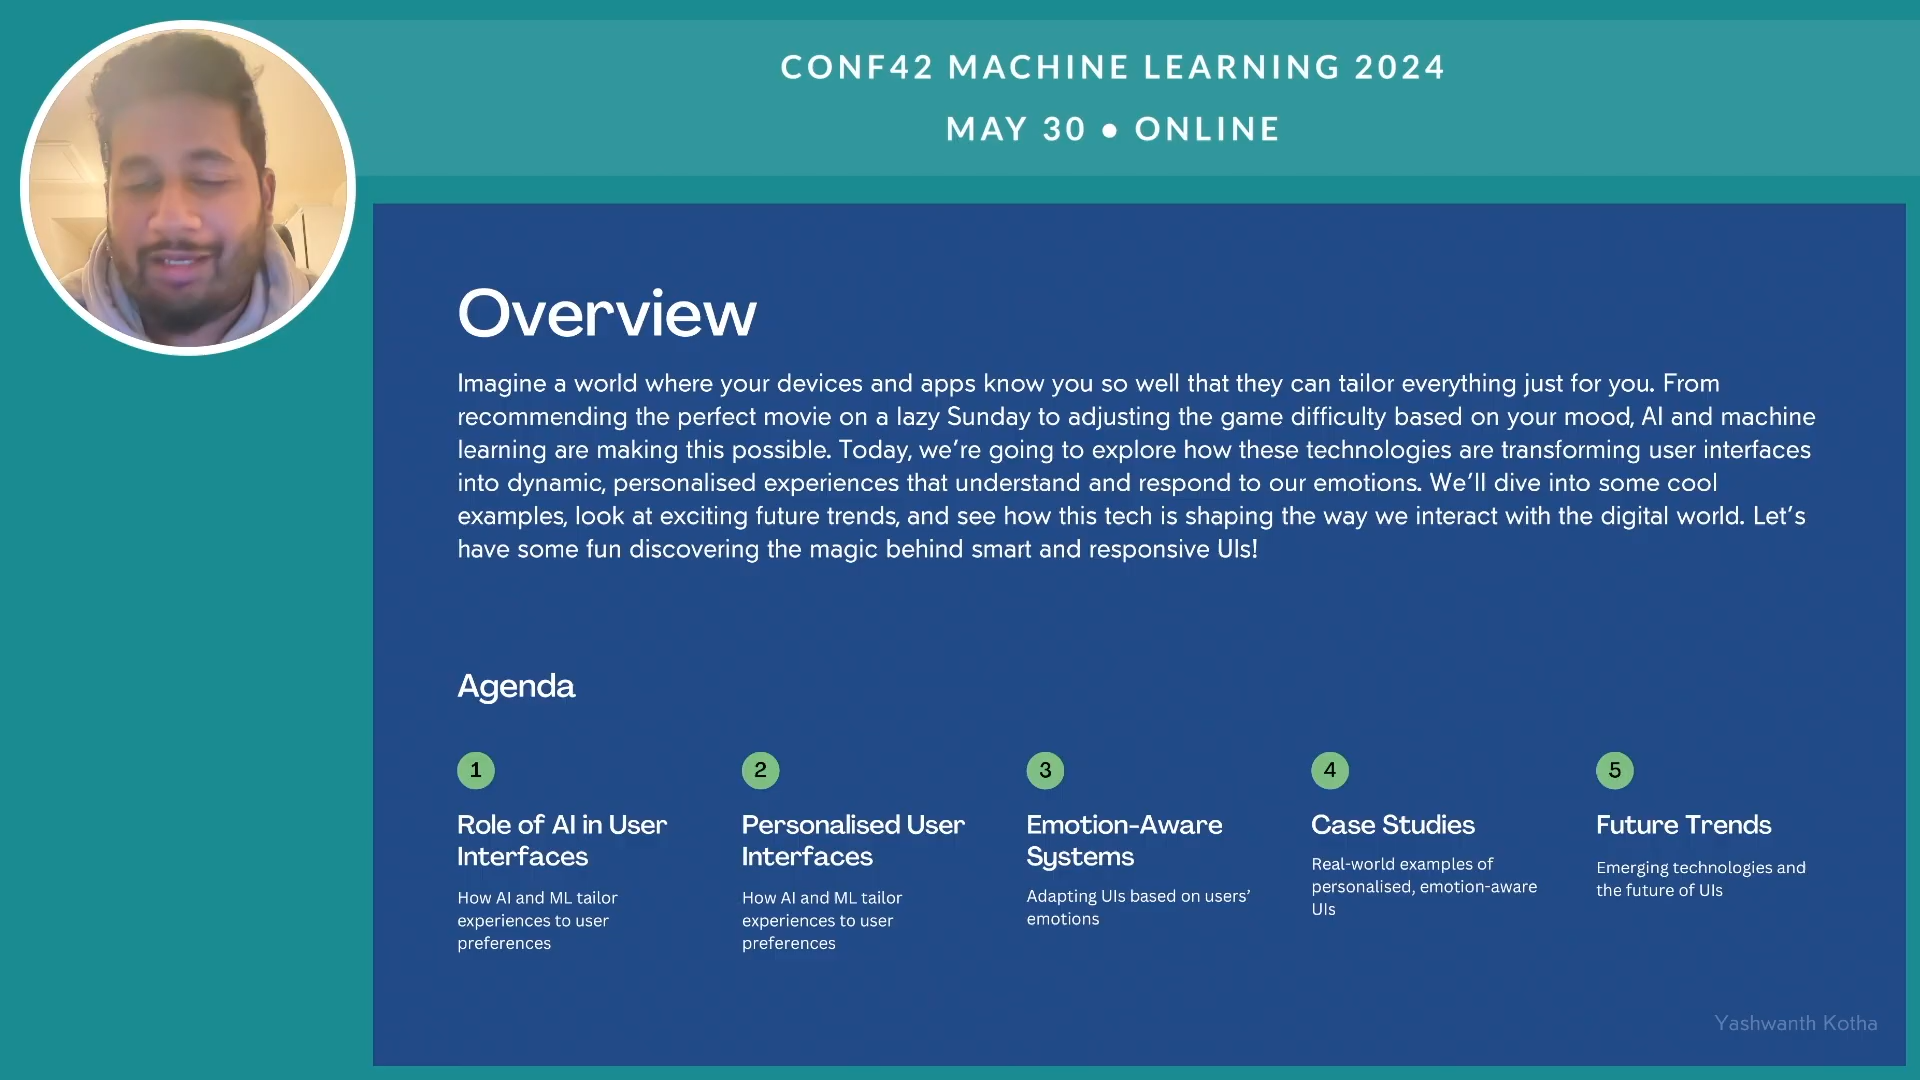 CONF42 MACHINE LEARNING 2024
MAY 30 • ONLINE
Overview
Imagine a world where your devices and apps know you so well that they can tailor everything just for you. From
recommending the perfect movie on a lazy Sunday to adjusting the game difficulty based on your mood, AI and machine
learning are making this possible. Today, we're going to explore how these technologies are transforming user interfaces
into dynamic, personalised experiences that understand and respond to our emotions. We'll dive into some cool
examples, look at exciting future trends, and see how this tech is shaping the way we interact with the digital world. Let's
have some fun discovering the magic behind smart and responsive UIs!
Agenda
1
Role of AI in User
Interfaces
How AI and ML tailor
experiences to user
preferences
2
Personalised User
Interfaces
How AI and ML tailor
experiences to user
preferences
3
Emotion-Aware
Systems
Adapting UIs based on users'
emotions
4
Case Studies
Real-world examples of
personalised, emotion-aware
UIs
5
Future Trends
Emerging technologies and
the future of UIs
Yashwanth Kotha